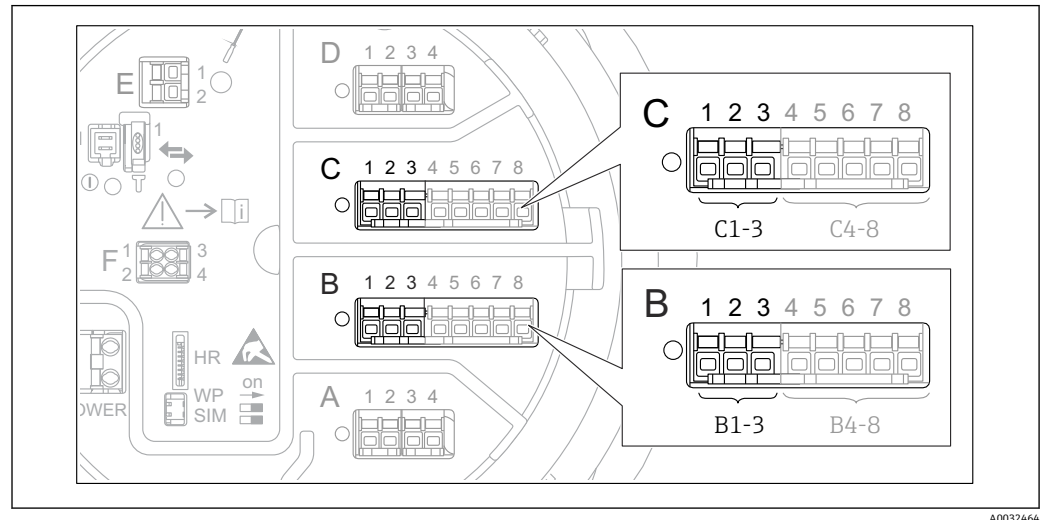 D 1 2 3 4
E 1
2
1
C 1 2 3 4 5 6 7 8
C 1 2 3 4 5 6 7 8
C1-3 C4-8
i
F 1 3
2 4
B 1 2 3 4 5 6 7 8
B 1 2 3 4 5 6 7 8
B1-3 B4-8
HR
WP on
SIM
OWER
A 1 2 3 4
A0032464